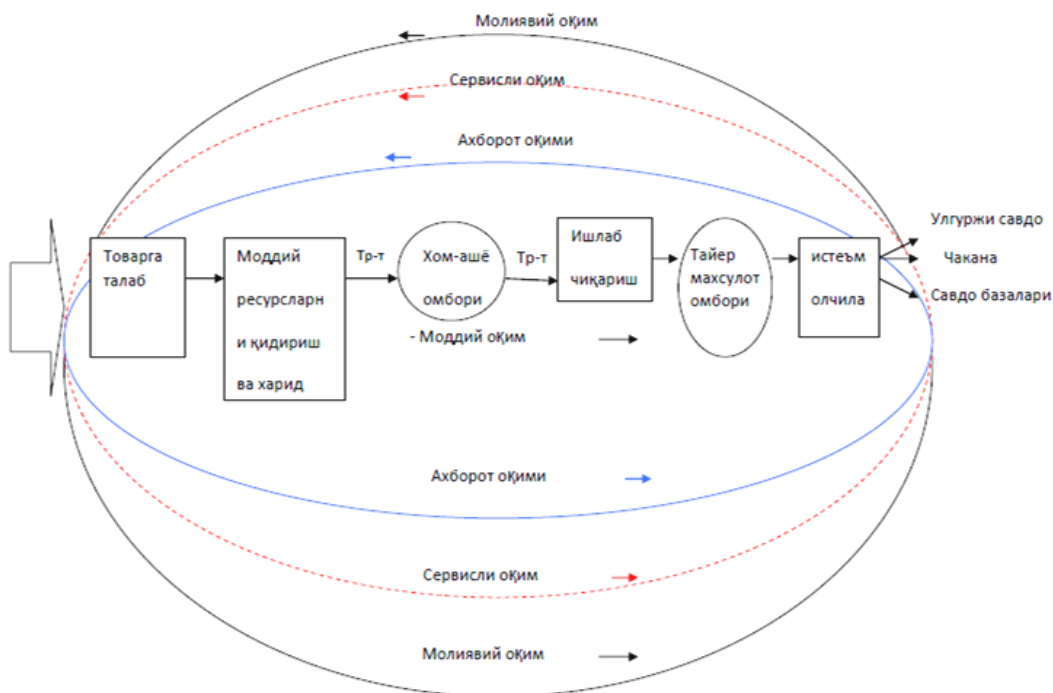 Молиявий оқим
Сервисли оқим
Ахборот оқими
Товарга
талаб
Моддий
ресурсларн
и қидириш
ва харид
Тр-т
Хом-ашё
омбори
Тр-т
Ишлаб
чиқариш
Тайер
махсулот
омбори
истеъм
олчила
Улгуржи савдо
Чакана
Савдо базалари
- Моддий оқим
Ахборот оқими
Сервисли оқим
Молиявий оқим